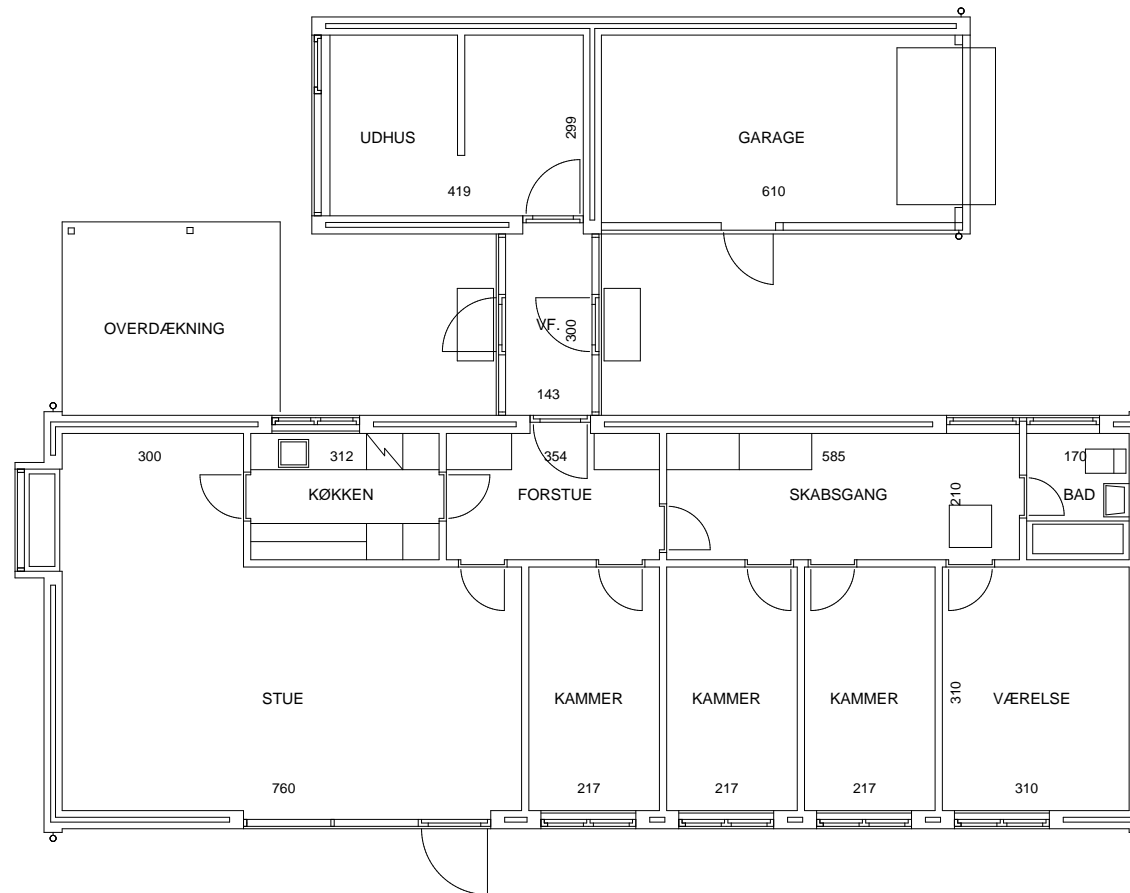 UDHUS
299
GARAGE
419
610
OVERDÆKNING
VF.
300
143
300
312
354
585
170
KØKKEN
FORSTUE
SKABSGANG
210
BAD
STUE
KAMMER
KAMMER
KAMMER
310
VÆRELSE
760
217
217
217
310